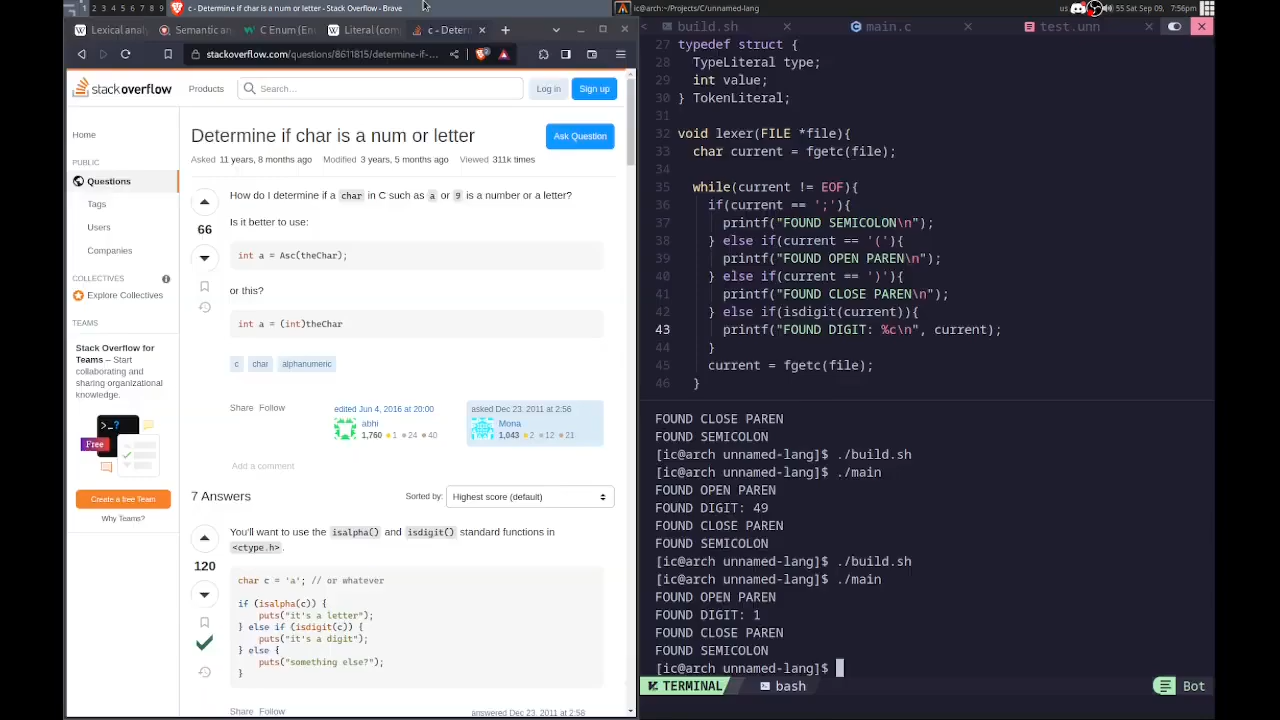 2 3 4 5 6 7 8 9
c - Determine if char is a num or letter - Stack Overflow - Brave
ic@arch:~/Projects/C/unnamed-lang
us
55 Sat Sep 09, 7:56pm
Lexical analy
Semantic an
C Enum (Enu
Literal (comp
c - Determ
stackoverflow.com/questions/8611815/determine-if-...
stackoverflow
Products
Search...
Log in
Sign up
Home
PUBLIC
Questions
Tags
Users
Companies
COLLECTIVES
Explore Collectives
TEAMS
Stack Overflow for
Teams – Start
collaborating and
sharing organizational
knowledge.
>_?
Free
Create a free Team
Why Teams?
Determine if char is a num or letter
Ask Question
Asked 11 years, 8 months ago Modified 3 years, 5 months ago Viewed 311k times
66
How do I determine if a char in C such as a or 9 is a number or a letter?
Is it better to use:
int a = Asc(theChar);
or this?
int a = (int)theChar
c char alphanumeric
Share Follow
edited Jun 4, 2016 at 20:00
abhi
1,760 1 24 40
asked Dec 23, 2011 at 2:56
Mona
1,043 2 12 21
Add a comment
7 Answers
Sorted by:
Highest score (default)
120
You'll want to use the isalpha() and isdigit() standard functions in
<ctype.h>.
char c = 'a'; // or whatever
if (isalpha(c)) {
puts("it's a letter");
} else if (isdigit(c)) {
puts("it's a digit");
} else {
puts("something else?");
}
Share Follow
answered Dec 23, 2011 at 2:58
build.sh
main.c
test.unn
27 typedef struct {
28 TypeLiteral type;
29 int value;
30 } TokenLiteral;
31
32 void lexer(FILE *file){
33 char current = fgetc(file);
34
35 while(current != EOF){
36 if(current == ';'){
37 printf("FOUND SEMICOLON\n");
38 } else if(current == '('){
39 printf("FOUND OPEN PAREN\n");
40 } else if(current == ')'){
41 printf("FOUND CLOSE PAREN\n");
42 } else if(isdigit(current)){
43 printf("FOUND DIGIT: %c\n", current);
44 }
45 current = fgetc(file);
46 }
FOUND CLOSE PAREN
FOUND SEMICOLON
[ic@arch unnamed-lang]$ ./build.sh
[ic@arch unnamed-lang]$ ./main
FOUND OPEN PAREN
FOUND DIGIT: 49
FOUND CLOSE PAREN
FOUND SEMICOLON
[ic@arch unnamed-lang]$ ./build.sh
[ic@arch unnamed-lang]$ ./main
FOUND OPEN PAREN
FOUND DIGIT: 1
FOUND CLOSE PAREN
FOUND SEMICOLON
[ic@arch unnamed-lang]$
TERMINAL
bash
Bot